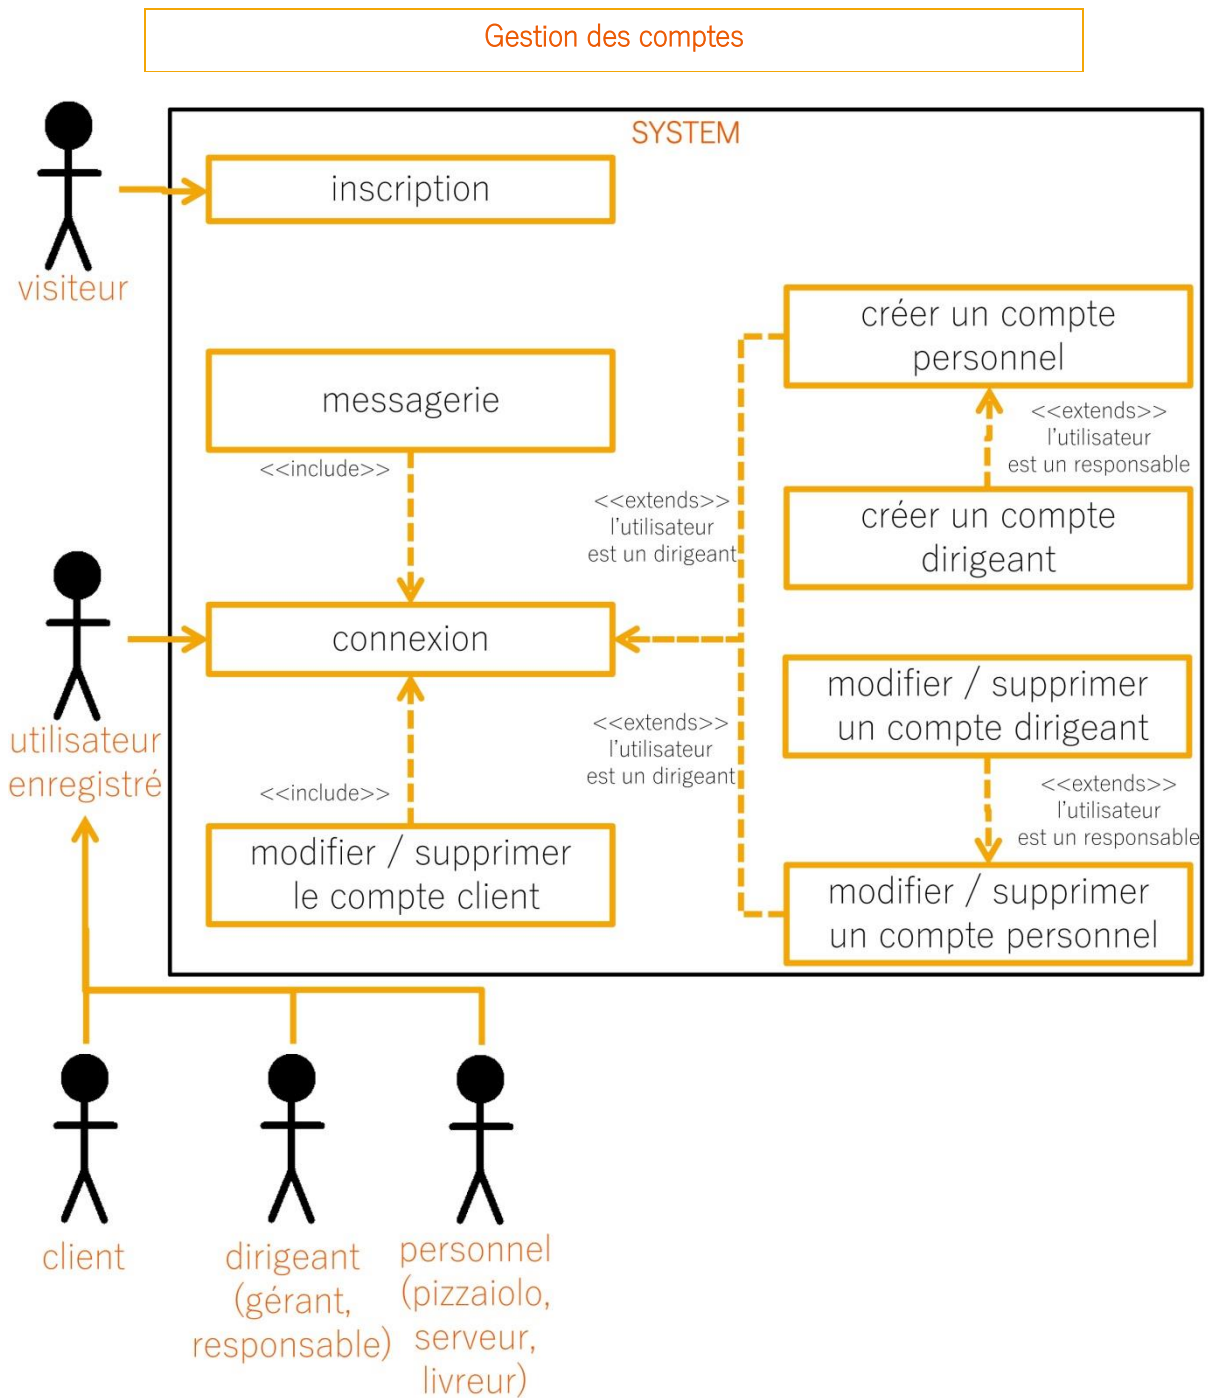 Gestion des comptes
SYSTEM
inscription
visiteur
créer un compte
personnel
messagerie
<<include>>
<<extends>>
l'utilisateur
est un responsable
<<extends>>
l'utilisateur
est un dirigeant
créer un compte
dirigeant
connexion
utilisateur
enregistré
modifier / supprimer
un compte dirigeant
<<extends>>
l'utilisateur
est un dirigeant
<<include>>
<<extends>>
l'utilisateur
est un responsable
modifier / supprimer
le compte client
modifier / supprimer
un compte personnel
client
dirigeant
(gérant,
responsable)
personnel
(pizzaiolo,
serveur,
livreur)